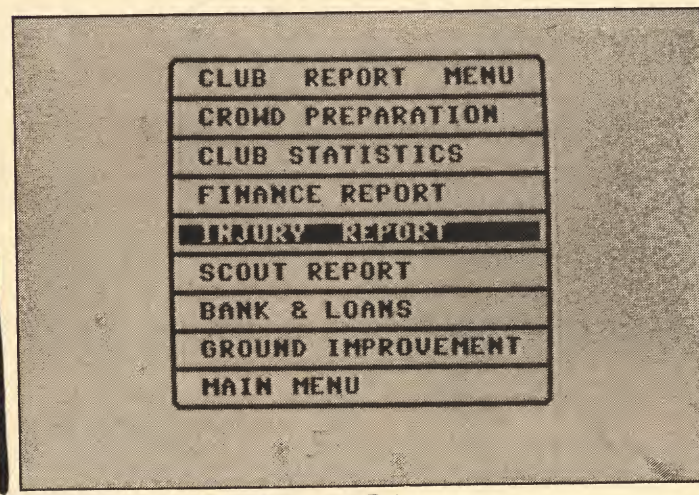 CLUB REPORT MENU
CROWD PREPARATION
CLUB STATISTICS
FINANCE REPORT
INJURY REPORT
SCOUT REPORT
BANK & LOANS
GROUND IMPROVEMENT
MAIN MENU